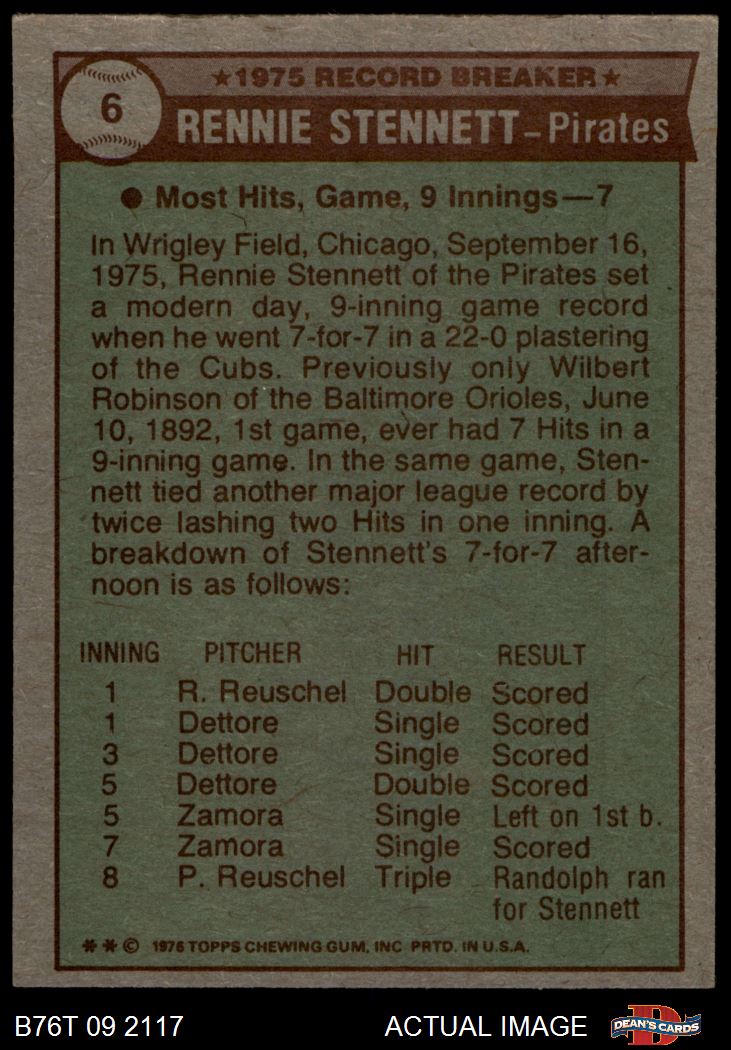 6
★1975 RECORD BREAKER★
RENNIE STENNETT–Pirates
● Most Hits, Game, 9 Innings—7
In Wrigley Field, Chicago, September 16,
1975, Rennie Stennett of the Pirates set
a modern day, 9-inning game record
when he went 7-for-7 in a 22-0 plastering
of the Cubs. Previously only Wilbert
Robinson of the Baltimore Orioles, June
10, 1892, 1st game, ever had 7 Hits in a
9-inning game. In the same game, Sten-
nett tied another major league record by
twice lashing two Hits in one inning. A
breakdown of Stennett's 7-for-7 after-
noon is as follows:
INNING PITCHER HIT RESULT
1 R. Reuschel Double Scored
1 Dettore Single Scored
3 Dettore Single Scored
5 Dettore Double Scored
5 Zamora Single Left on 1st b.
7 Zamora Single Scored
8 P. Reuschel Triple Randolph ran
for Stennett
* * © 1976 TOPPS CHEWING GUM, INC PRTD. IN U.S.A.
B76T 09 2117 ACTUAL IMAGE DEAN'S CARDS